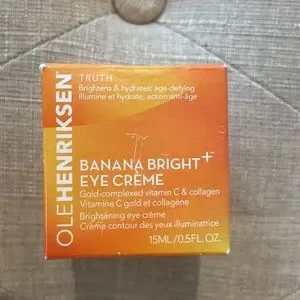 OLEHENRIKSEN
TRUTH
Brightens & hydrates: age-defying
Illumine et hydrate, action anti-âge
BANANA BRIGHT+
EYE CRÈME
Gold-complexed vitamin C & collagen
Vitamine C gold et collagène
Brightening eye crème
Crème contour des yeux illuminatrice
15ML/0.5FL.OZ.